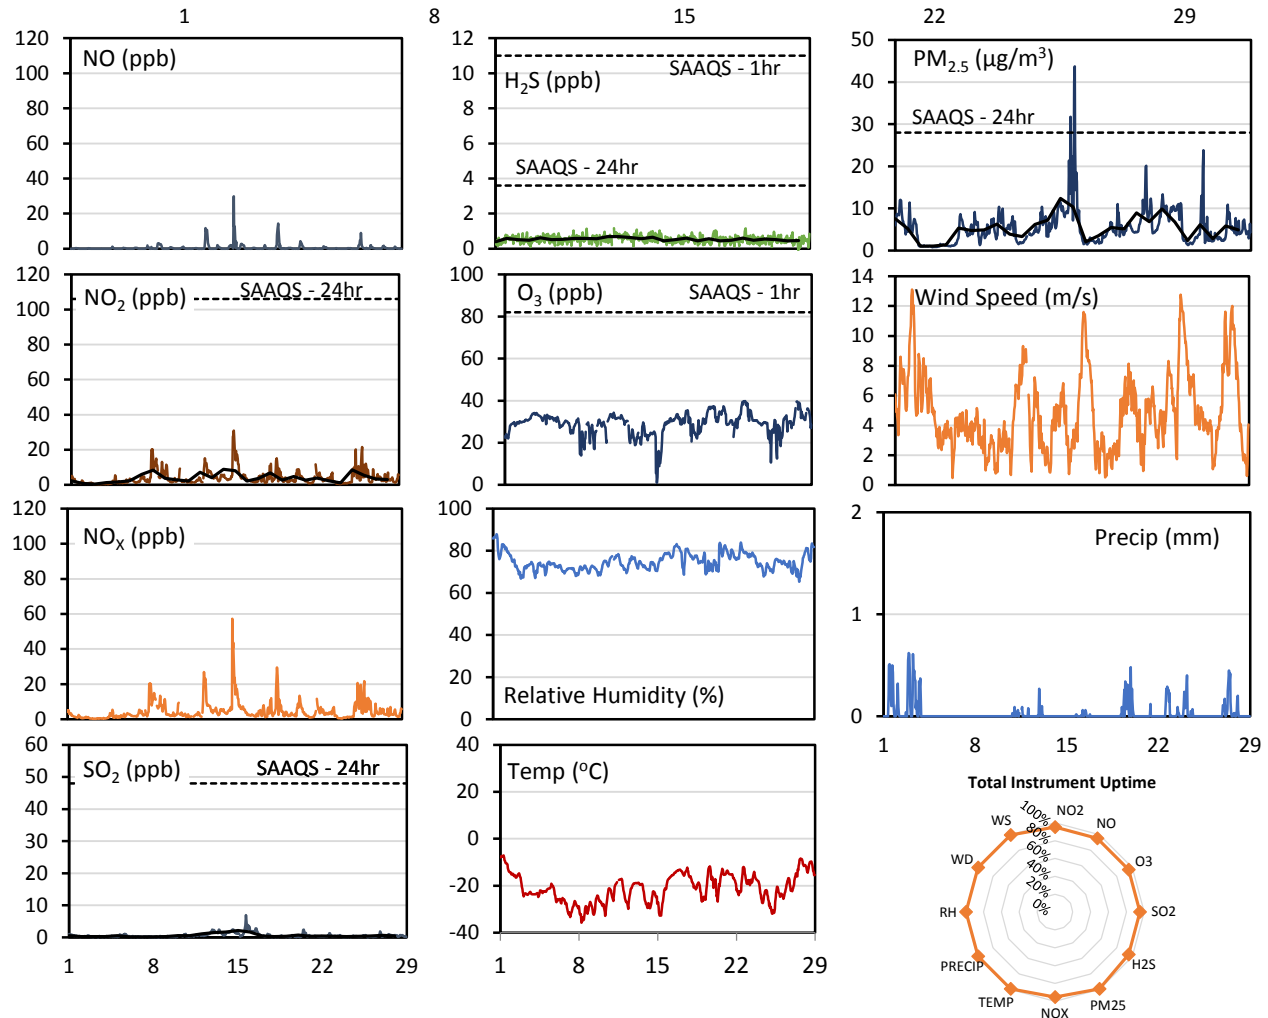 1 8 15 22 29
NO (ppb)
120
100
80
60
40
20
0
H2S (ppb)
SAAQS - 1hr
SAAQS - 24hr
12
10
8
6
4
2
0
PM2.5 (µg/m3)
SAAQS - 24hr
50
40
30
20
10
0
NO2 (ppb)
SAAQS - 24hr
120
100
80
60
40
20
0
O3 (ppb)
SAAQS - 1hr
100
80
60
40
20
0
Wind Speed (m/s)
14
12
10
8
6
4
2
0
NOX (ppb)
120
100
80
60
40
20
0
100
80
60
40
20
0
Relative Humidity (%)
Precip (mm)
2
1
0
1 8 15 22 29
SO2 (ppb)
SAAQS - 24hr
60
50
40
30
20
10
0
1 8 15 22 29
Temp (oC)
40
20
0
-20
-40
1 8 15 22 29
Total Instrument Uptime
100%
80%
60%
40%
20%
0%
NO2
NO
O3
SO2
H2S
PM25
NOX
TEMP
PRECIP
RH
WD
WS